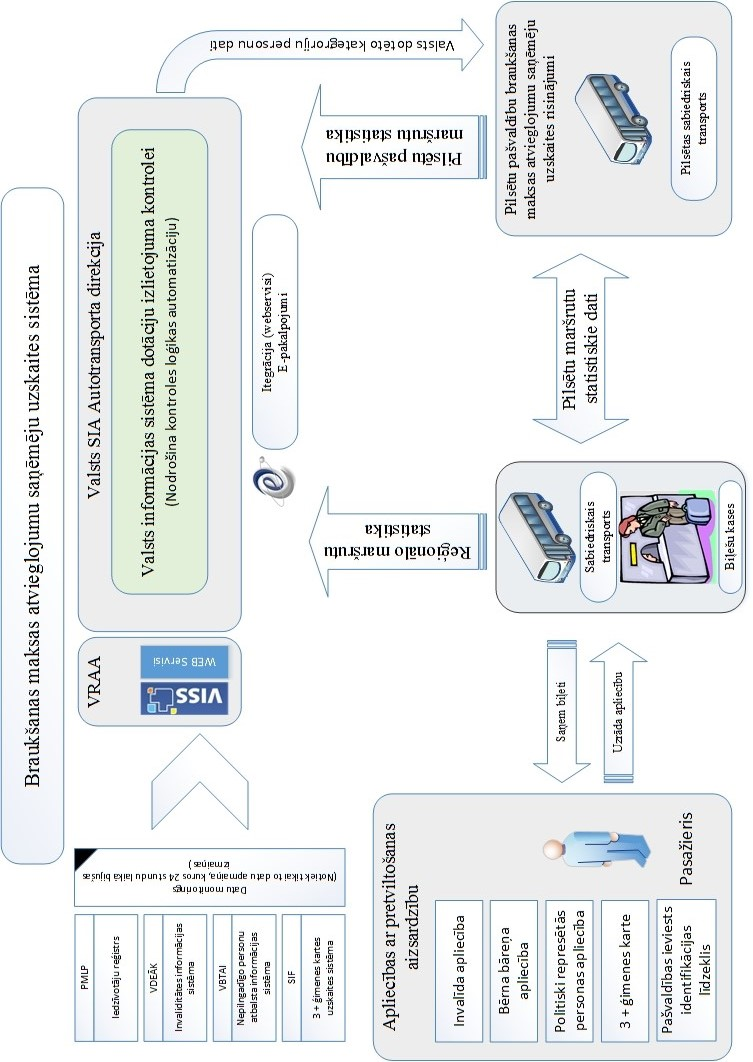 Braukšanas maksas atvieglojumu saņēmēju uzskaites sistēma
PMLP
Iedzīvotāju reģistrs
VDEĀK
Invaliditātes informācijas
sistēma
VBTAI
Nepilngadīgo personu
atbalsta informācijas
sistēma
SIF
3 + ģimenes kartes
uzskaites sistēma
Datu monitorings
(Notiek tikai to datu apmaiņa, kuros 24 stundu laikā bijušas
izmaiņas)
VRAA
VISS
WEB Servisi
Valsts SIA Autotransporta direkcija
Valsts informācijas sistēma dotāciju izlietojuma kontrolei
(Nodrošina kontroles loģikas automatizāciju)
Itegrācija (webservisi)
E-pakalpojumi
Valsts dotēto kategroriju personu dati
Reģionālo maršrutu
statistika
Pilsētu pašvaldību
maršrutu statistika
Apliecības ar pretviltošanas
aizsardzību
Invalīda apliecība
Bērna bāreņa
apliecība
Politiski represētās
personas apliecība
3 + ģimenes karte
Pašvaldības ieviests
identifikācijas
līdzeklis
Pasažieris
Saņem biļeti
Uzrāda apliecību
Sabiedriskais
transports
Biļešu kases
Pilsētu maršrutu
statistiskie dati
Pilsētu pašvaldību braukšanas
maksas atvieglojumu saņēmēju
uzskaites risinājumi
Pilsētas sabiedriskais
transports